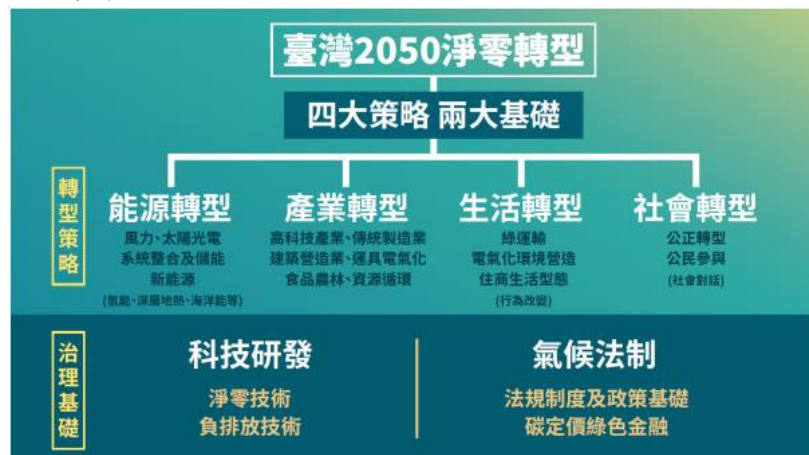 臺灣2050淨零轉型
四大策略 兩大基礎
轉型策略
能源轉型
風力、太陽光電
系統整合及儲能
新能源
(氫能、深層地熱、海洋能等)
產業轉型
高科技產業、傳統製造業
建築營造業、運具電氣化
食品農林、資源循環
生活轉型
綠運輸
電氣化環境營造
住商生活型態
(行為改變)
社會轉型
公正轉型
公民參與
(社會對話)
治理基礎
科技研發
淨零技術
負排放技術
氣候法制
法規制度及政策基礎
碳定價綠色金融